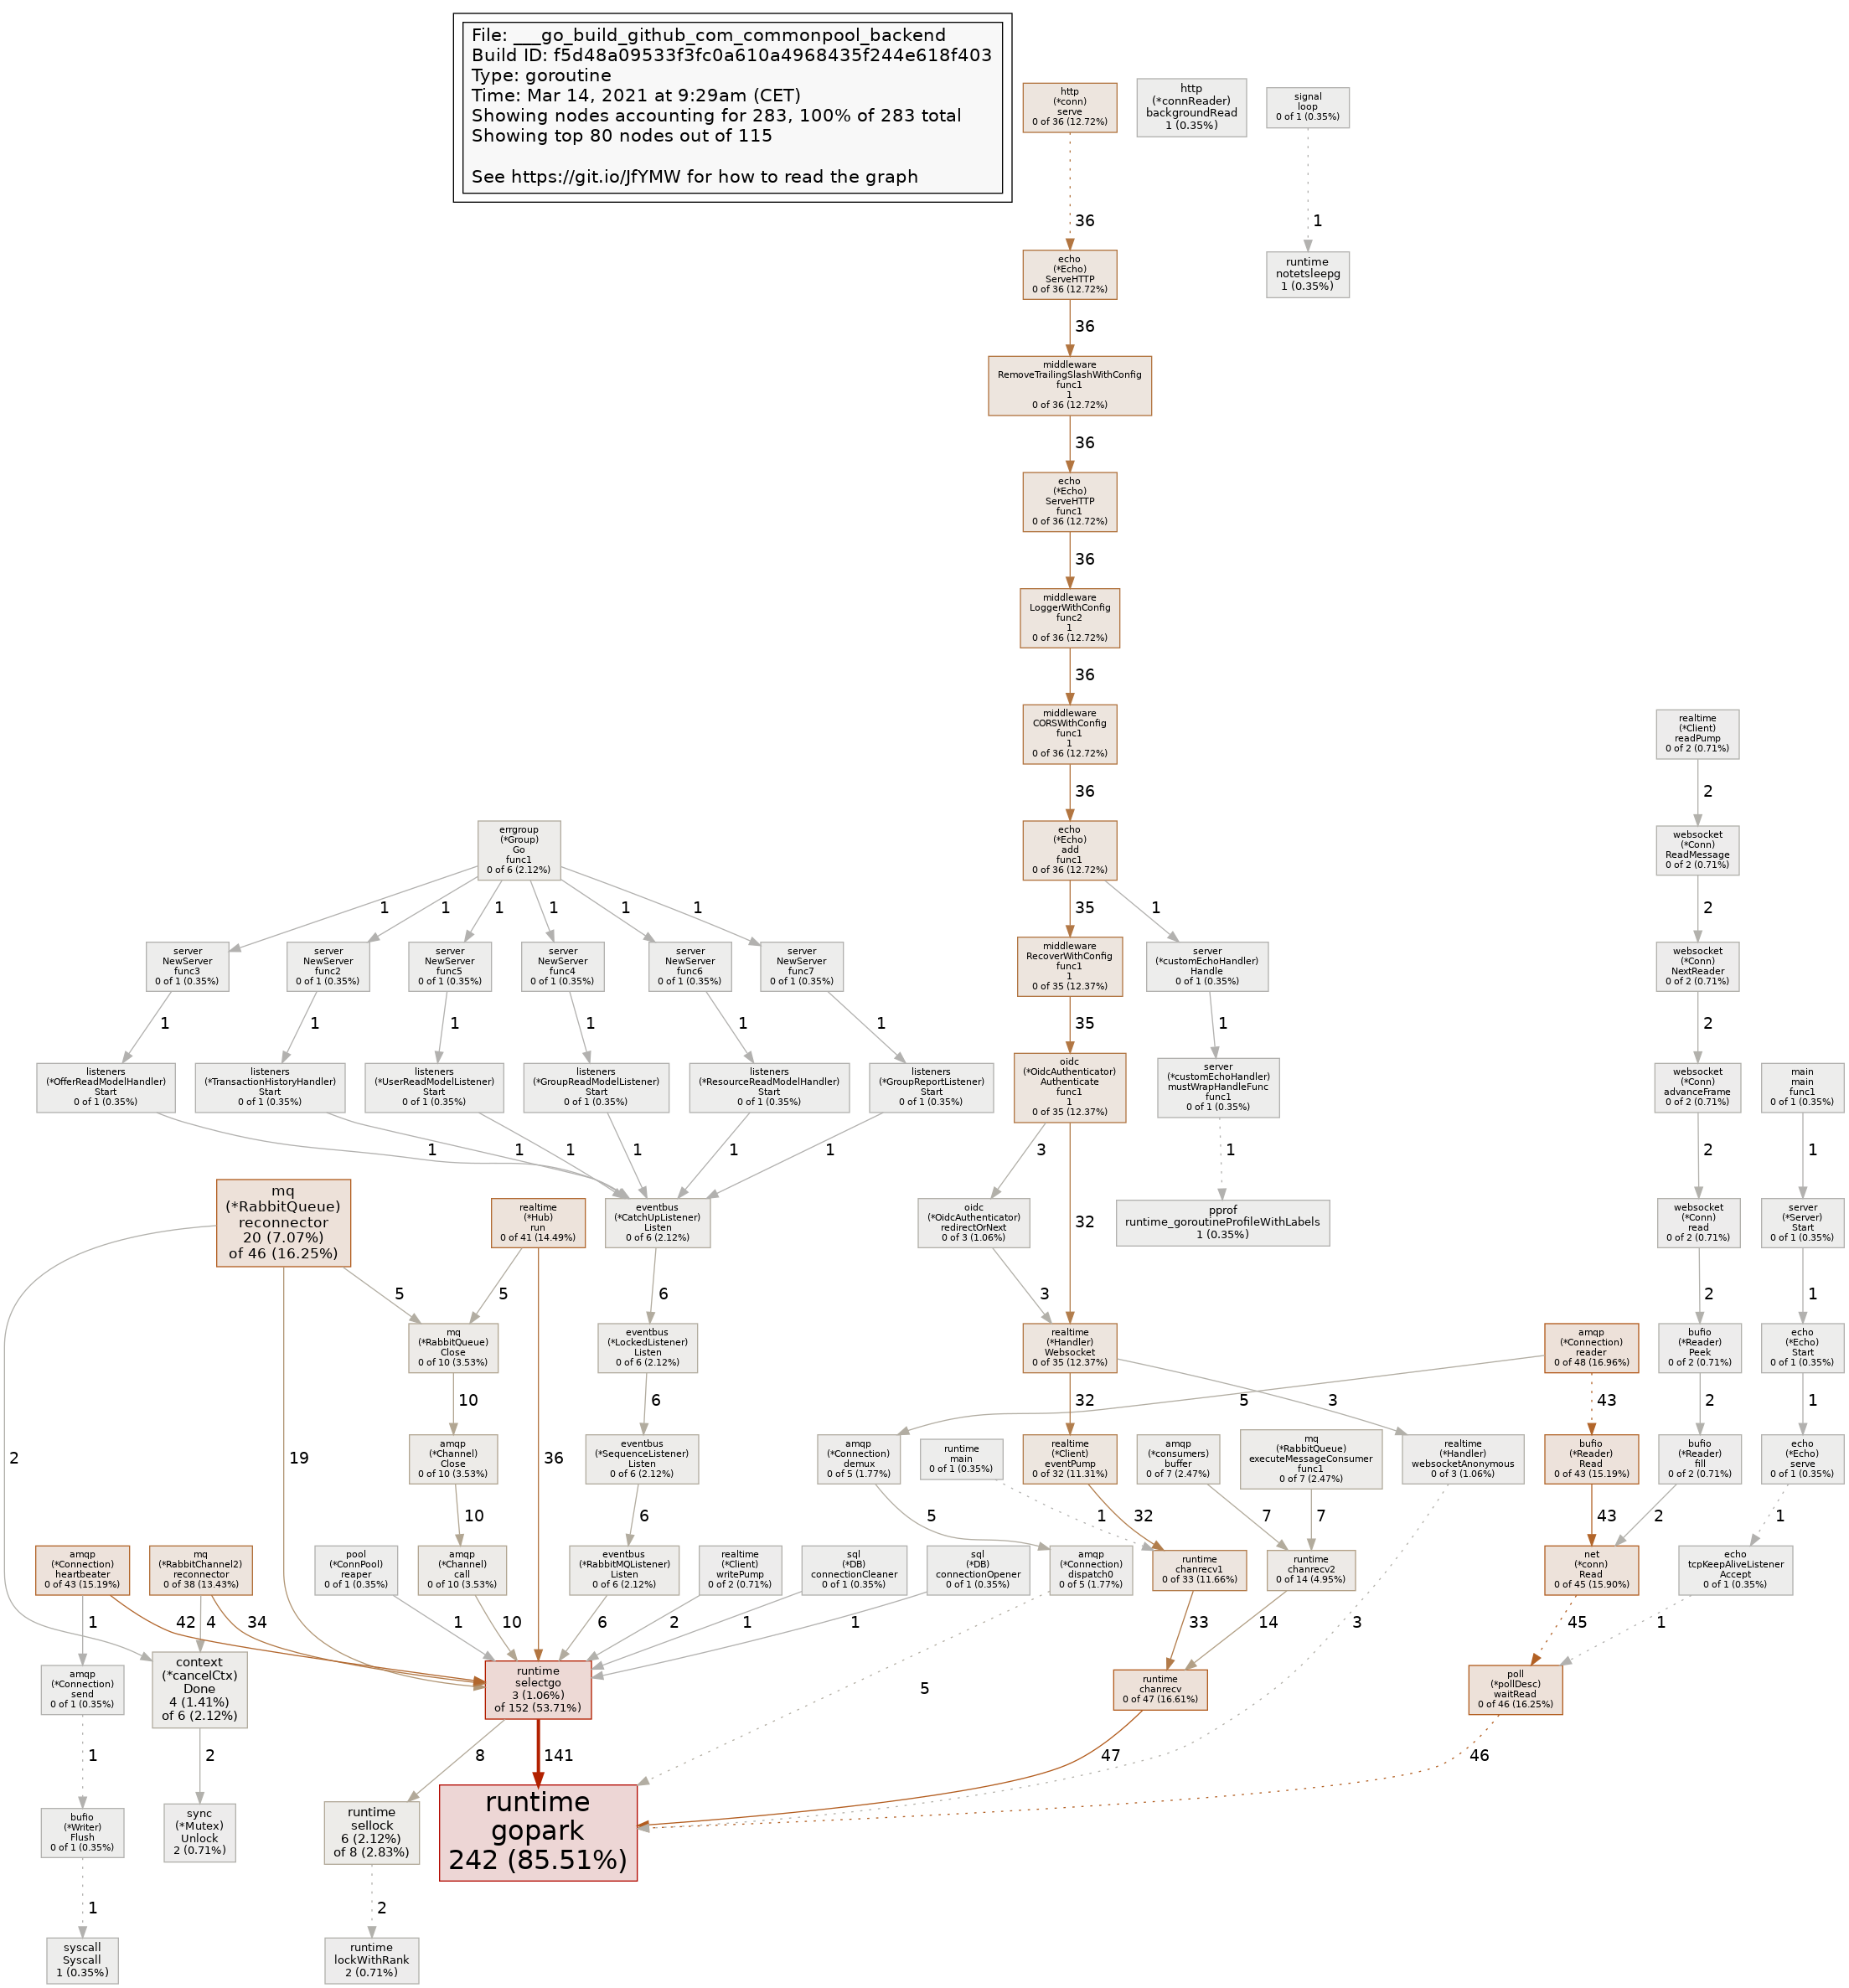 File: ___go_build_github_com_commonpool_backend
Build ID: f5d48a09533f3fc0a610a4968435f244e618f403
Type: goroutine
Time: Mar 14, 2021 at 9:29am (CET)
Showing nodes accounting for 283, 100% of 283 total
Showing top 80 nodes out of 115
See https://git.io/JfYMW for how to read the graph
http
(*conn)
serve
0 of 36 (12.72%)
http
(*connReader)
backgroundRead
1 (0.35%)
signal
loop
0 of 1 (0.35%)
36
1
echo
(*Echo)
ServeHTTP
0 of 36 (12.72%)
runtime
notetsleepg
1 (0.35%)
36
middleware
RemoveTrailingSlashWithConfig
func1
1
0 of 36 (12.72%)
36
echo
(*Echo)
ServeHTTP
func1
0 of 36 (12.72%)
36
middleware
LoggerWithConfig
func2
1
0 of 36 (12.72%)
36
middleware
CORSWithConfig
func1
1
0 of 36 (12.72%)
realtime
(*Client)
readPump
0 of 2 (0.71%)
36
2
errgroup
(*Group)
Go
func1
0 of 6 (2.12%)
echo
(*Echo)
add
func1
0 of 36 (12.72%)
websocket
(*Conn)
ReadMessage
0 of 2 (0.71%)
1
1
1
1
1
1
35
1
2
server
NewServer
func3
0 of 1 (0.35%)
server
NewServer
func2
0 of 1 (0.35%)
server
NewServer
func5
0 of 1 (0.35%)
server
NewServer
func4
0 of 1 (0.35%)
server
NewServer
func6
0 of 1 (0.35%)
server
NewServer
func7
0 of 1 (0.35%)
middleware
RecoverWithConfig
func1
1
0 of 35 (12.37%)
server
(*customEchoHandler)
Handle
0 of 1 (0.35%)
websocket
(*Conn)
NextReader
0 of 2 (0.71%)
1
1
1
1
1
1
35
1
2
listeners
(*OfferReadModelHandler)
Start
0 of 1 (0.35%)
listeners
(*TransactionHistoryHandler)
Start
0 of 1 (0.35%)
listeners
(*UserReadModelListener)
Start
0 of 1 (0.35%)
listeners
(*GroupReadModelListener)
Start
0 of 1 (0.35%)
listeners
(*ResourceReadModelHandler)
Start
0 of 1 (0.35%)
listeners
(*GroupReportListener)
Start
0 of 1 (0.35%)
oidc
(*OidcAuthenticator)
Authenticate
func1
1
0 of 35 (12.37%)
server
(*customEchoHandler)
mustWrapHandleFunc
func1
0 of 1 (0.35%)
websocket
(*Conn)
advanceFrame
0 of 2 (0.71%)
main
main
func1
0 of 1 (0.35%)
1
1
1
1
1
1
3
32
1
2
1
mq
(*RabbitQueue)
reconnector
20 (7.07%)
of 46 (16.25%)
realtime
(*Hub)
run
0 of 41 (14.49%)
eventbus
(*CatchUpListener)
Listen
0 of 6 (2.12%)
oidc
(*OidcAuthenticator)
redirectOrNext
0 of 3 (1.06%)
pprof
runtime_goroutineProfileWithLabels
1 (0.35%)
websocket
(*Conn)
read
0 of 2 (0.71%)
server
(*Server)
Start
0 of 1 (0.35%)
5
5
6
3
2
1
mq
(*RabbitQueue)
Close
0 of 10 (3.53%)
eventbus
(*LockedListener)
Listen
0 of 6 (2.12%)
realtime
(*Handler)
Websocket
0 of 35 (12.37%)
amqp
(*Connection)
reader
0 of 48 (16.96%)
bufio
(*Reader)
Peek
0 of 2 (0.71%)
echo
(*Echo)
Start
0 of 1 (0.35%)
10
6
32
5
3
43
2
1
2
19
36
amqp
(*Channel)
Close
0 of 10 (3.53%)
eventbus
(*SequenceListener)
Listen
0 of 6 (2.12%)
amqp
(*Connection)
demux
0 of 5 (1.77%)
runtime
main
0 of 1 (0.35%)
realtime
(*Client)
eventPump
0 of 32 (11.31%)
amqp
(*consumers)
buffer
0 of 7 (2.47%)
mq
(*RabbitQueue)
executeMessageConsumer
func1
0 of 7 (2.47%)
realtime
(*Handler)
websocketAnonymous
0 of 3 (1.06%)
bufio
(*Reader)
Read
0 of 43 (15.19%)
bufio
(*Reader)
fill
0 of 2 (0.71%)
echo
(*Echo)
serve
0 of 1 (0.35%)
10
6
5
1
32
7
7
43
2
1
amqp
(*Connection)
heartbeater
0 of 43 (15.19%)
mq
(*RabbitChannel2)
reconnector
0 of 38 (13.43%)
pool
(*ConnPool)
reaper
0 of 1 (0.35%)
amqp
(*Channel)
call
0 of 10 (3.53%)
eventbus
(*RabbitMQListener)
Listen
0 of 6 (2.12%)
realtime
(*Client)
writePump
0 of 2 (0.71%)
sql
(*DB)
connectionCleaner
0 of 1 (0.35%)
sql
(*DB)
connectionOpener
0 of 1 (0.35%)
amqp
(*Connection)
dispatch0
0 of 5 (1.77%)
runtime
chanrecv1
0 of 33 (11.66%)
runtime
chanrecv2
0 of 14 (4.95%)
net
(*conn)
Read
0 of 45 (15.90%)
echo
tcpKeepAliveListener
Accept
0 of 1 (0.35%)
1
42
4
34
1
10
6
2
1
1
33
14
3
45
1
amqp
(*Connection)
send
0 of 1 (0.35%)
context
(*cancelCtx)
Done
4 (1.41%)
of 6 (2.12%)
runtime
selectgo
3 (1.06%)
of 152 (53.71%)
5
runtime
chanrecv
0 of 47 (16.61%)
poll
(*pollDesc)
waitRead
0 of 46 (16.25%)
1
2
8
141
47
46
bufio
(*Writer)
Flush
0 of 1 (0.35%)
sync
(*Mutex)
Unlock
2 (0.71%)
runtime
sellock
6 (2.12%)
of 8 (2.83%)
runtime
gopark
242 (85.51%)
1
2
syscall
Syscall
1 (0.35%)
runtime
lockWithRank
2 (0.71%)